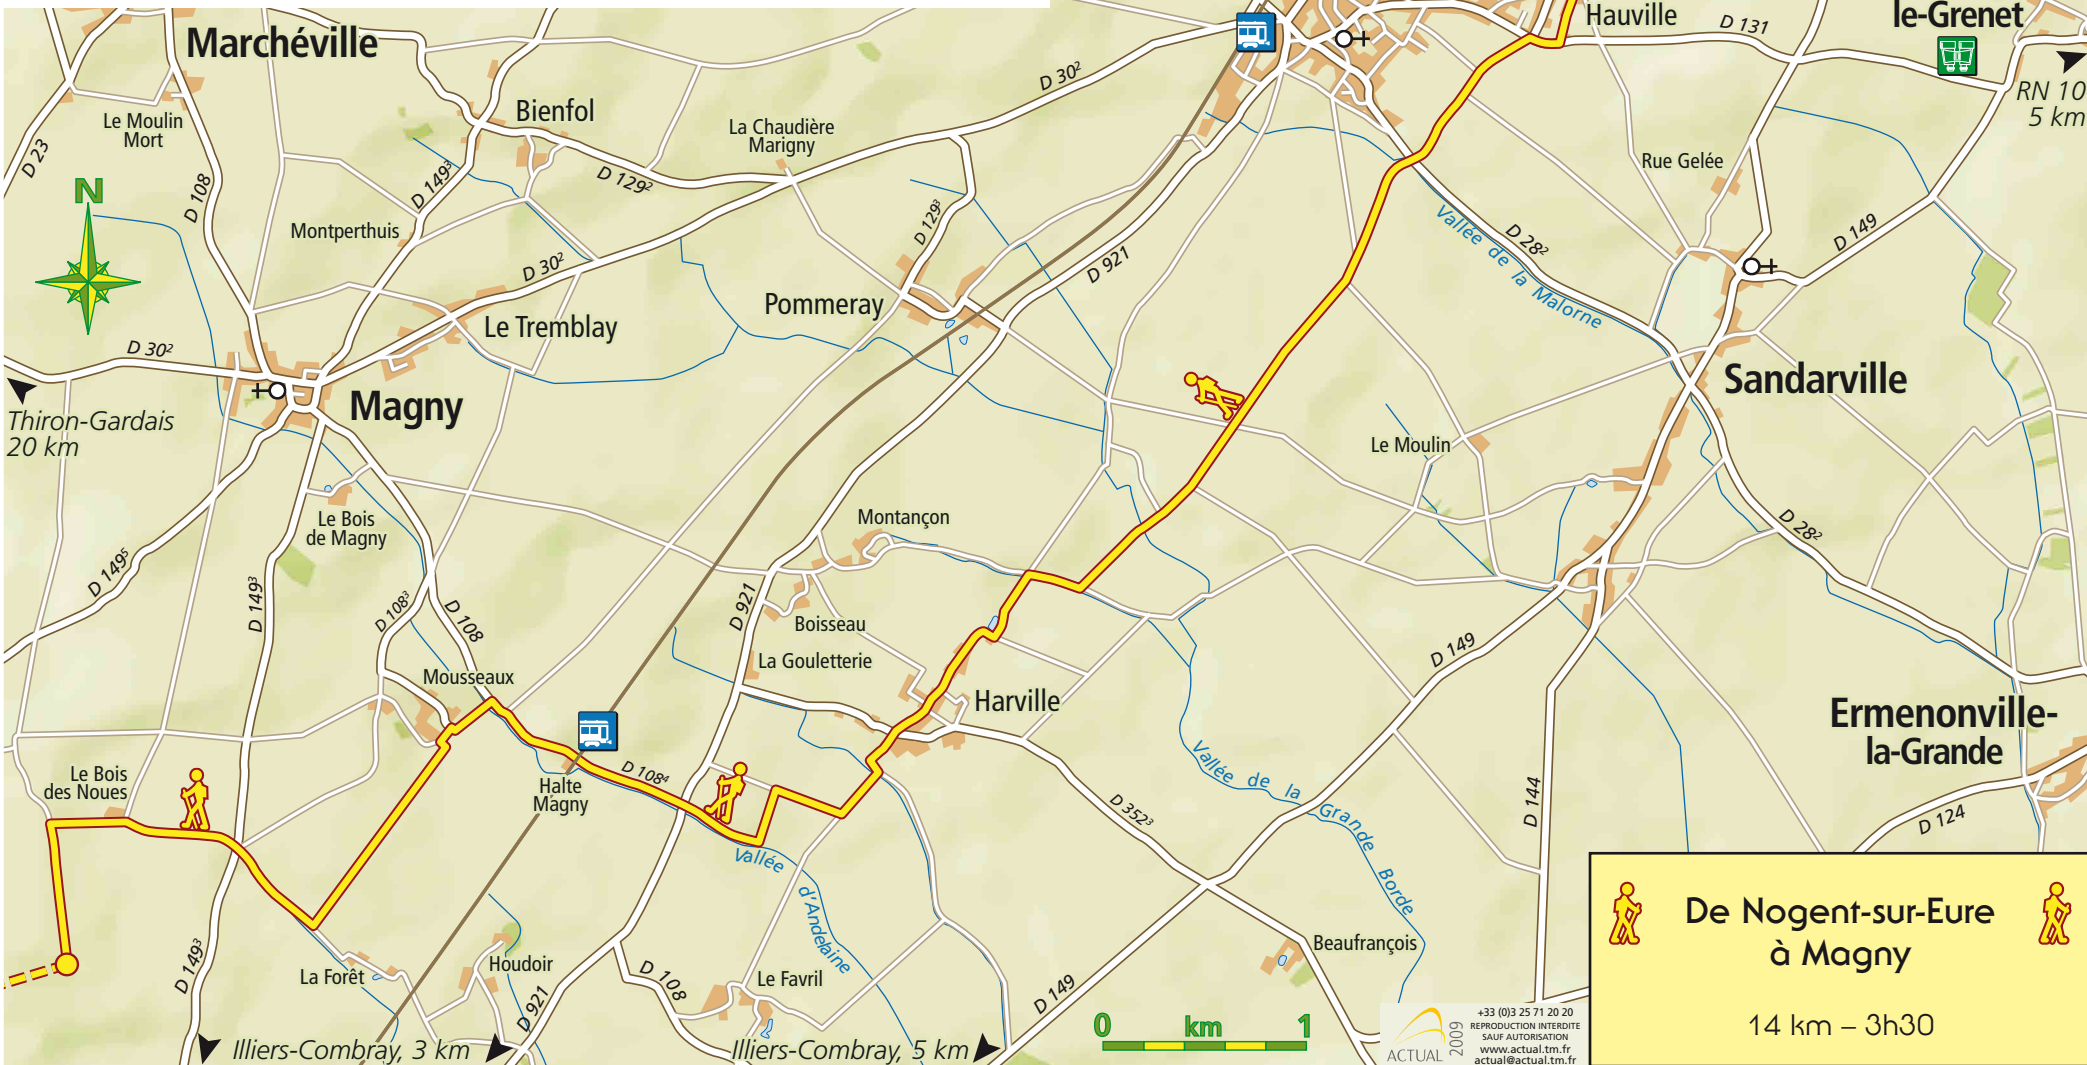 Marchéville
Hauville
D 131
le-Grenet
RN 10
5 km
D 30²
Bienfol
Le Moulin
Mort
La Chaudière
Marigny
D 23
D 108
D 149³
D 129²
Rue Gelée
N
Montperthuis
D 129³
Vallée de la Malorne
D 28²
D 149
D 30²
D 921
Pommeray
Le Tremblay
D 30²
Magny
Sandarville
Thiron-Gardais
20 km
Le Moulin
Le Bois
de Magny
Montançon
D 28²
D 149⁵
D 149³
D 108³
D 108
D 921
Boisseau
La Gouletterie
D 149
Mousseaux
Harville
Ermenonville-
la-Grande
Vallée de la Grande Borde
Le Bois
des Noues
Halte
Magny
D 108⁴
D 352³
D 144
D 124
Vallée d'Andelaine
De Nogent-sur-Eure
à Magny
14 km – 3h30
Beaufrançois
D 149³
La Forêt
Houdoir
D 921
D 108
Le Favril
D 149
0 km 1
Illiers-Combray, 3 km
Illiers-Combray, 5 km
ACTUAL
2009
+33 (0)3 25 71 20 20
REPRODUCTION INTERDITE
SAUF AUTORISATION
www.actual.tm.fr
actual@actual.tm.fr